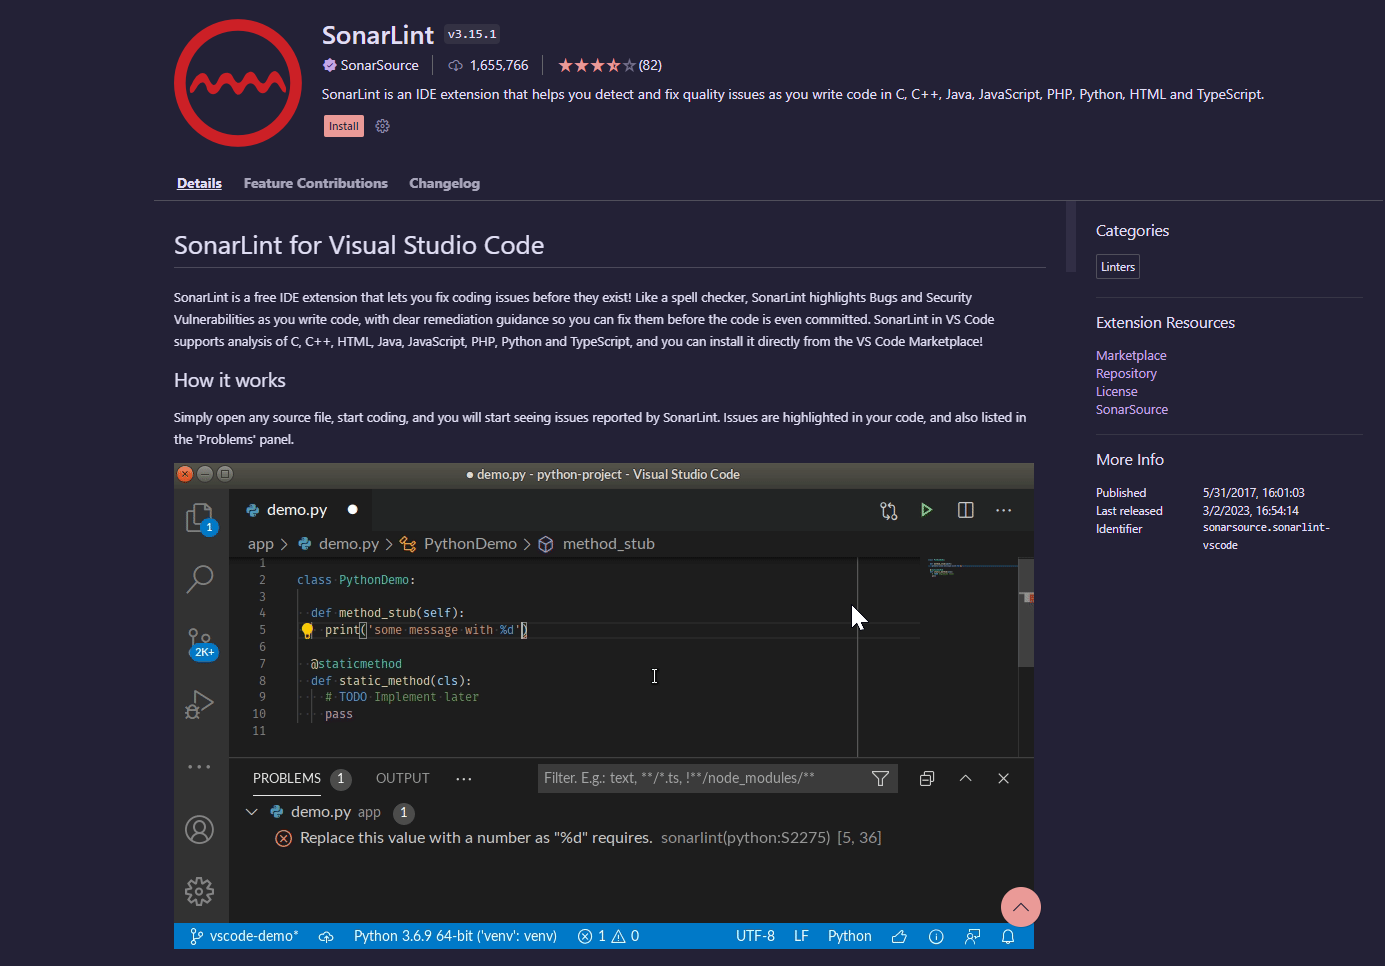 SonarLint v3.15.1
SonarSource 1,655,766 (82)
SonarLint is an IDE extension that helps you detect and fix quality issues as you write code in C, C++, Java, JavaScript, PHP, Python, HTML and TypeScript.
Install
Details Feature Contributions Changelog
SonarLint for Visual Studio Code
SonarLint is a free IDE extension that lets you fix coding issues before they exist! Like a spell checker, SonarLint highlights Bugs and Security
Vulnerabilities as you write code, with clear remediation guidance so you can fix them before the code is even committed. SonarLint in VS Code
supports analysis of C, C++, HTML, Java, JavaScript, PHP, Python and TypeScript, and you can install it directly from the VS Code Marketplace!
How it works
Simply open any source file, start coding, and you will start seeing issues reported by SonarLint. Issues are highlighted in your code, and also listed in
the 'Problems' panel.
● demo.py - python-project - Visual Studio Code
1
demo.py ●
app > demo.py > PythonDemo > method_stub
1
2 class PythonDemo:
3
4 def method_stub(self):
5 print('some message with %d')
6
7 @staticmethod
8 def static_method(cls):
9 # TODO Implement later
10 pass
11
2K+
PROBLEMS 1 OUTPUT ··· Filter. E.g.: text, **/*.ts, !**/node_modules/**
demo.py app 1
Replace this value with a number as "%d" requires. sonarlint(python:S2275) [5, 36]
vscode-demo* Python 3.6.9 64-bit ('venv': venv) 1 0 UTF-8 LF Python
Categories
Linters
Extension Resources
Marketplace
Repository
License
SonarSource
More Info
Published 5/31/2017, 16:01:03
Last released 3/2/2023, 16:54:14
Identifier sonarsource.sonarlint-
vscode